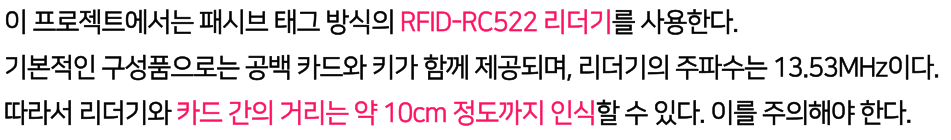 이 프로젝트에서는 패시브 태그 방식의 RFID-RC522 리더기를 사용한다.
기본적인 구성품으로는 공백 카드와 키가 함께 제공되며, 리더기의 주파수는 13.53MHz이다.
따라서 리더기와 카드 간의 거리는 약 10cm 정도까지 인식할 수 있다. 이를 주의해야 한다.